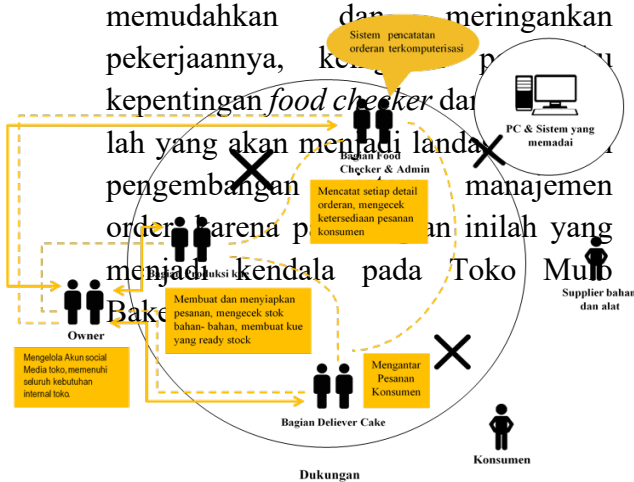 memudahkan dan meringankan
pekerjaannya,
kepentingan food checker
lah yang akan menjadi
pengembangan manajemen
order karena inilah yang
menjadi kendala pada Toko
Sistem pencatatan
orderan terkomputerisasi
PC & Sistem yang
memadai
Bagian Food
Checker & Admin
Mencatat setiap detail
orderan, mengecek
ketersediaan pesanan
konsumen
Bagian Produksi kue
Membuat dan menyiapkan
pesanan, mengecek stok
bahan- bahan, membuat kue
yang ready stock
Supplier bahan
dan alat
Owner
Mengelola Akun social
Media toko, memenuhi
seluruh kebutuhan
internal toko.
Mengantar
Pesanan
Konsumen
Bagian Deliever Cake
Konsumen
Dukungan